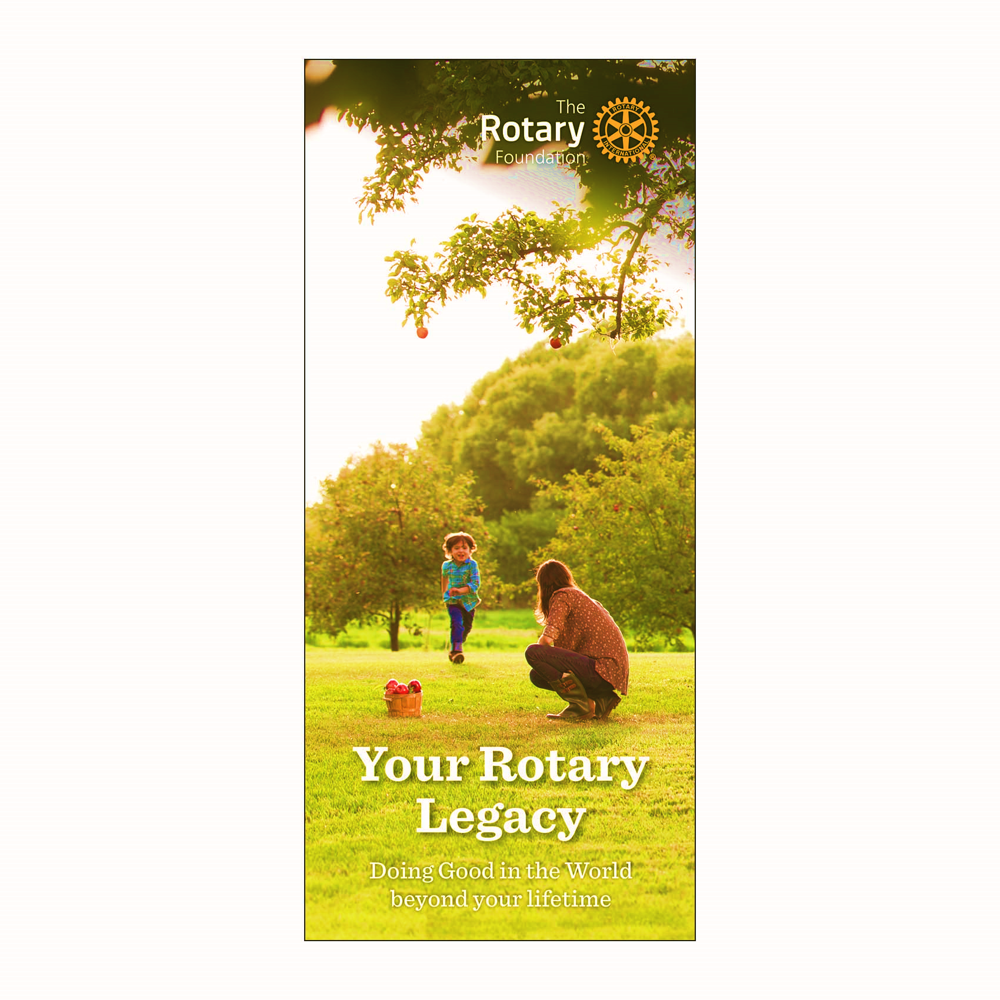 The
Rotary
Foundation
ROTARY
INTERNATIONAL
®
Your Rotary
Legacy
Doing Good in the World
beyond your lifetime